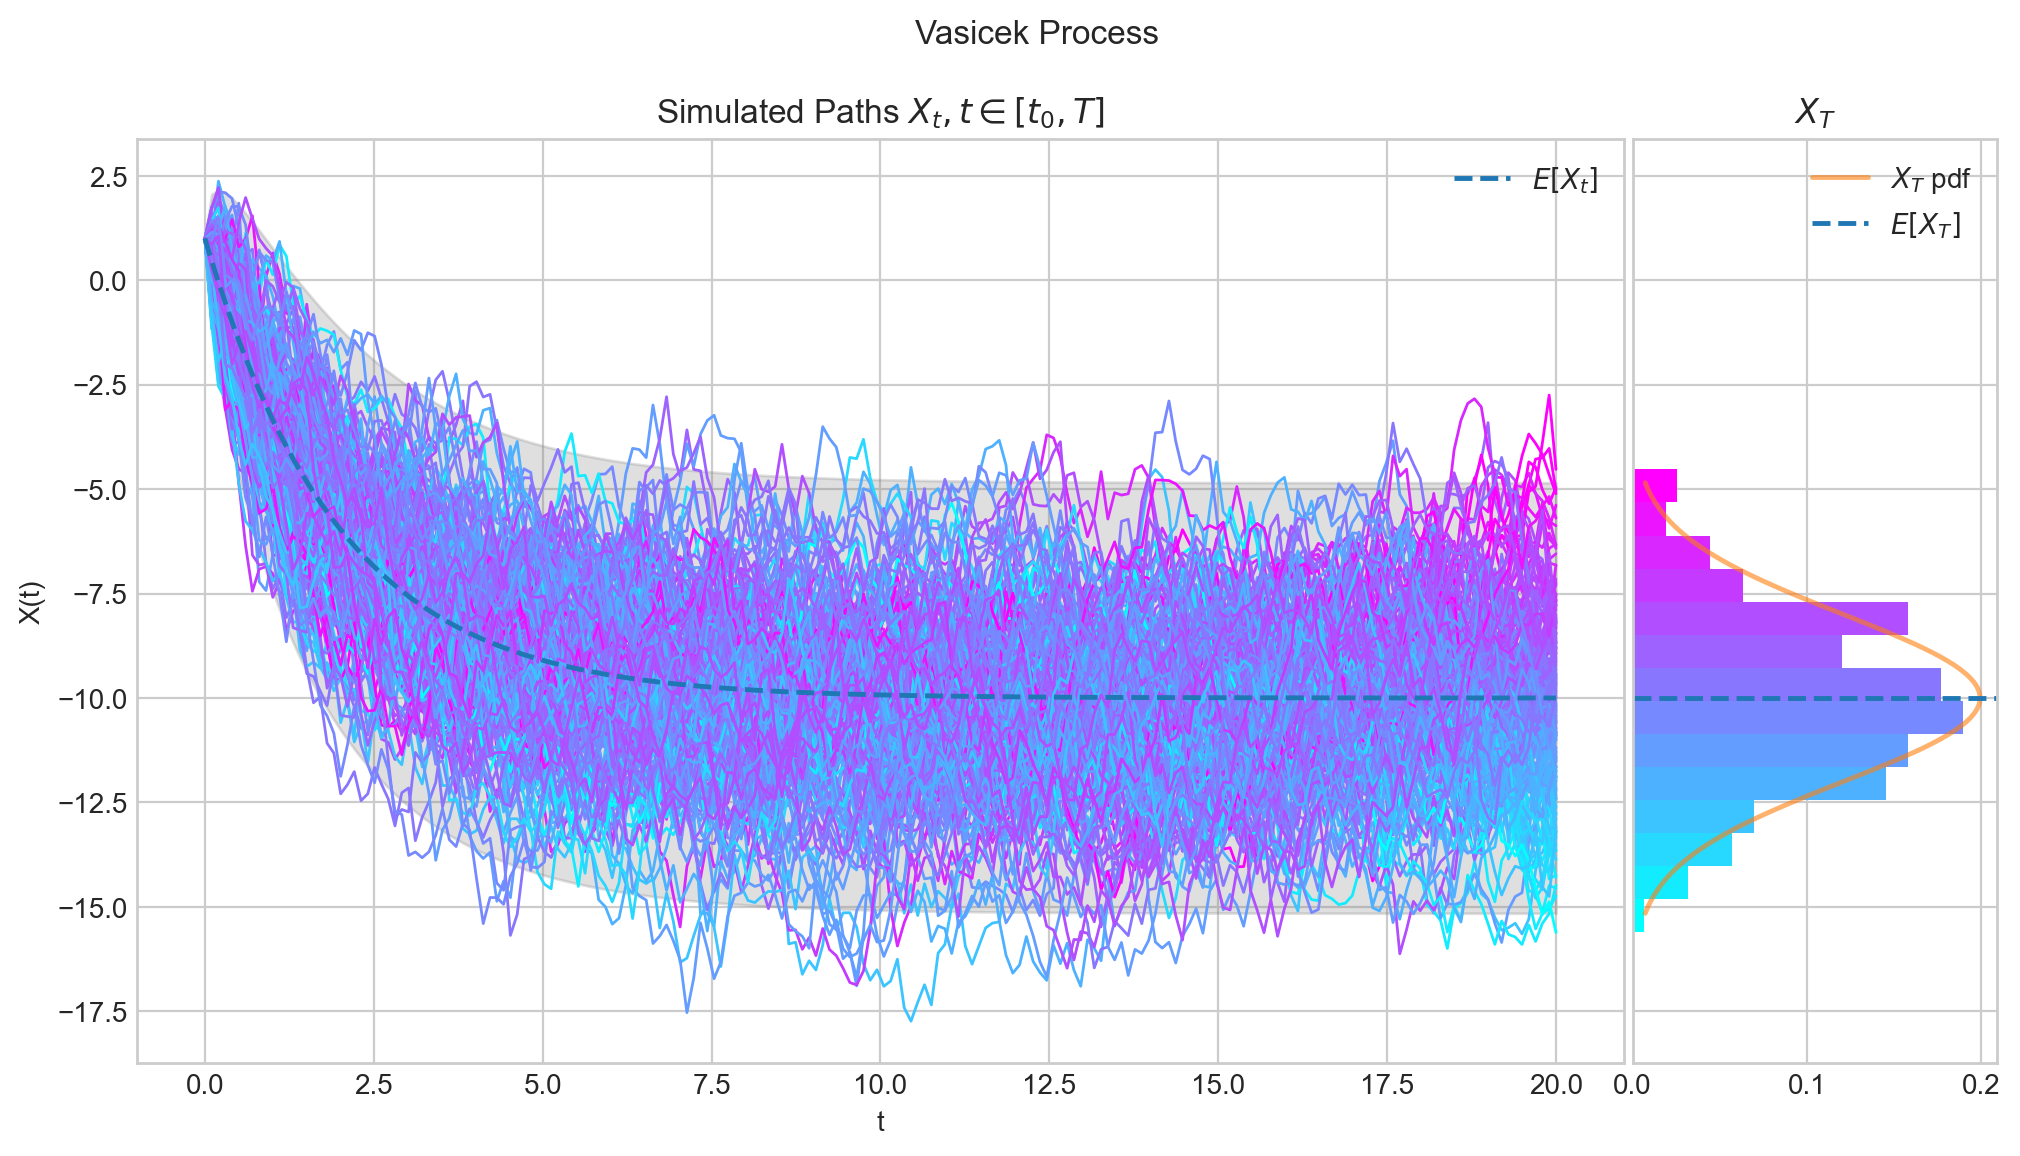 Vasicek Process
Simulated Paths $X_t, t \in [t_0, T]$
$X_T$
2.5
0.0
−2.5
−5.0
−7.5
−10.0
−12.5
−15.0
−17.5
X(t)
$E[X_t]$
$X_T$ pdf
$E[X_T]$
0.0 2.5 5.0 7.5 10.0 12.5 15.0 17.5 20.0
0.0 0.1 0.2
t